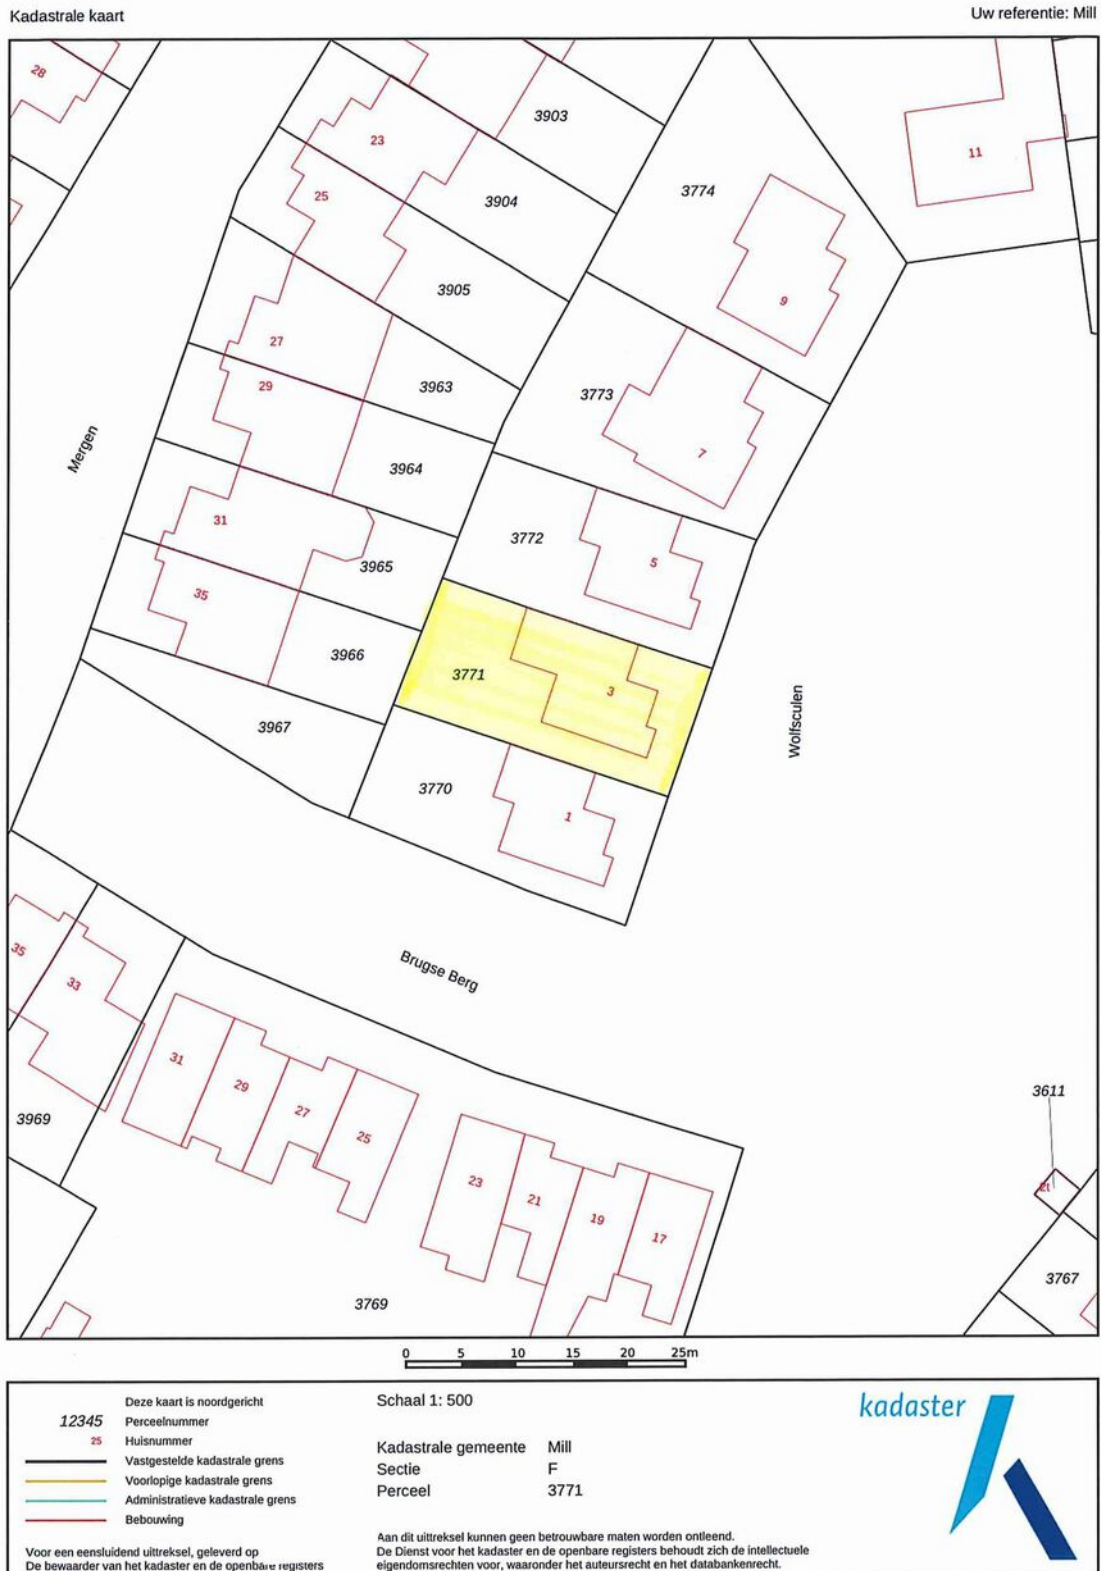 Kadastrale kaart
Uw referentie: Mill
28
3903
23
11
25
3774
3904
9
3905
27
3963
29
3773
7
Mergen
3964
31
3772
5
3965
35
3966
3771
3
Wolfsculen
3967
3770
1
35
33
Brugse Berg
31
29
27
25
3969
3611
23
21
19
17
2t
3769
3767
0 5 10 15 20 25m
Deze kaart is noordgericht
12345 Perceelnummer
25 Huisnummer
Vastgestelde kadastrale grens
Voorlopige kadastrale grens
Administratieve kadastrale grens
Bebouwing
Voor een eensluidend uittreksel, geleverd op
De bewaarder van het kadaster en de openbare registers
Schaal 1: 500
Kadastrale gemeente Mill
Sectie F
Perceel 3771
Aan dit uittreksel kunnen geen betrouwbare maten worden ontleend.
De Dienst voor het kadaster en de openbare registers behoudt zich de intellectuele
eigendomsrechten voor, waaronder het auteursrecht en het databankenrecht.
kadaster